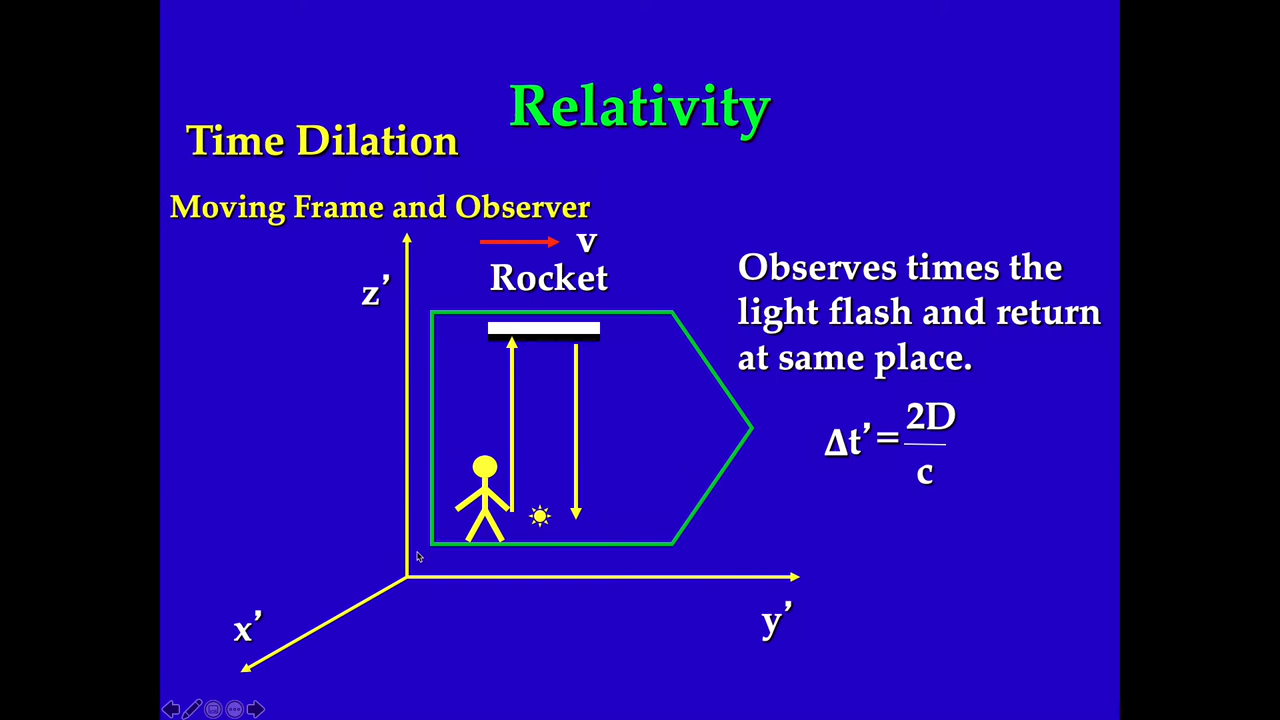 Relativity
Time Dilation
Moving Frame and Observer
v
Rocket
z’
Observes times the
light flash and return
at same place.
Δt’=2D
c
x’
y’